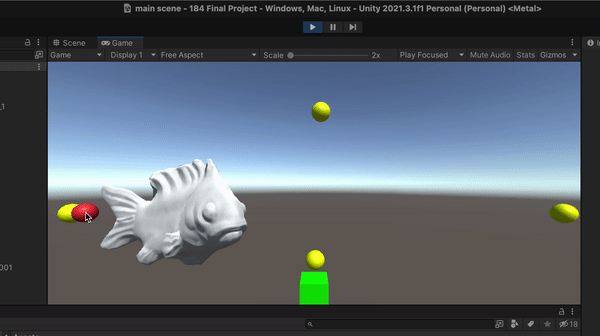 main scene - 184 Final Project - Windows, Mac, Linux - Unity 2021.3.1f1 Personal (Personal) <Metal>
Scene Game
Game Display 1 Free Aspect Scale 2x Play Focused Mute Audio Stats Gizmos
_1
001
18